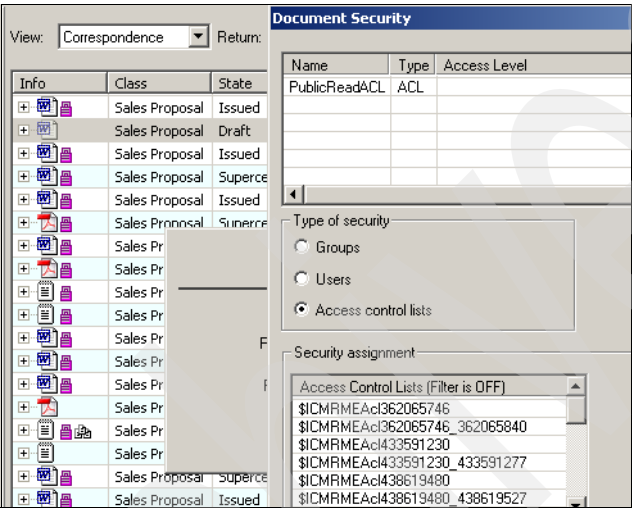 Document Security
View: Correspondence Return:
Name Type Access Level
PublicReadACL ACL
Info Class State
Sales Proposal Issued
Sales Proposal Draft
Sales Proposal Issued
Sales Proposal Superce
Sales Proposal Issued
Sales Proposal Superce
Sales Pr
Sales Pr
Sales Pr
Sales Pr
Sales Pr
Sales Pr
Sales Pr
Sales Pr
Sales Pr
Sales Pr
Sales Proposal Superce
Sales Proposal Issued
F
Type of security
Groups
Users
Access control lists
Security assignment
Access Control Lists (Filter is OFF)
$ICMRMEAcl362065746
$ICMRMEAcl362065746_362065840
$ICMRMEAcl433591230
$ICMRMEAcl433591230_433591277
$ICMRMEAcl438619480
$ICMRMEAcl438619480_438619527